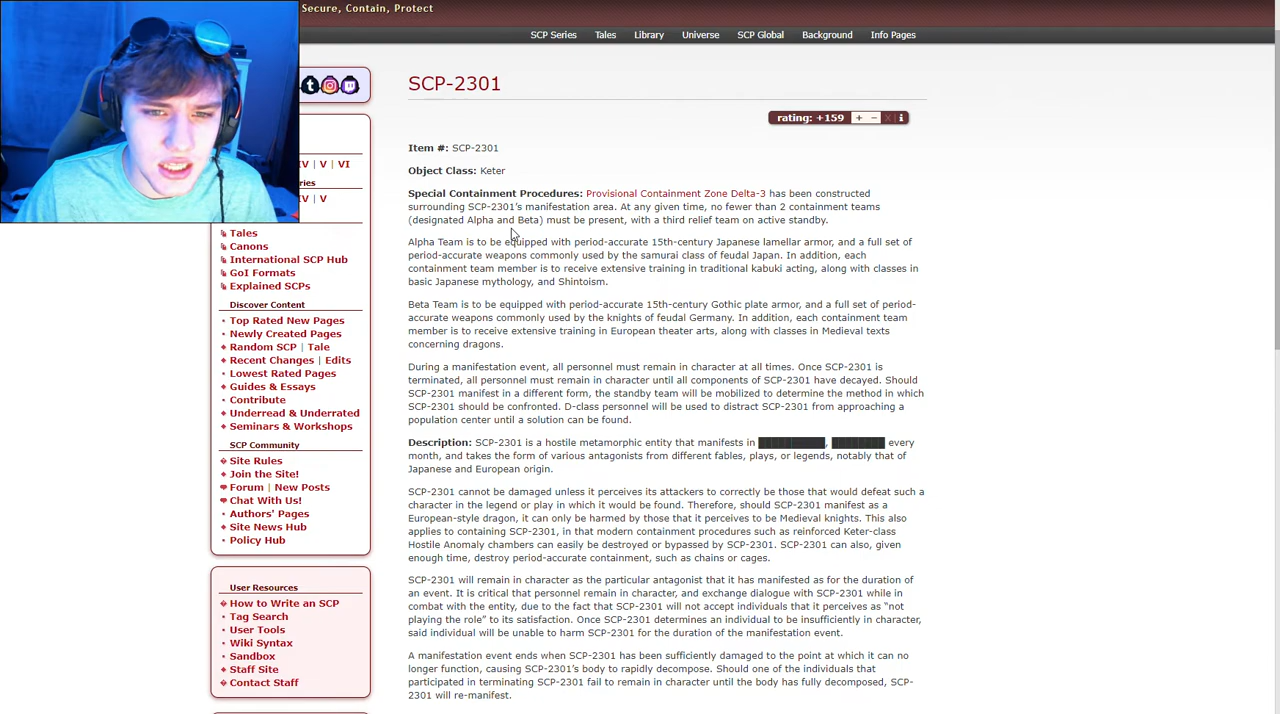 Secure, Contain, Protect
SCP Series Tales Library Universe SCP Global Background Info Pages
SCP-2301
rating: +159 + − X i
Item #: SCP-2301
Object Class: Keter
Special Containment Procedures: Provisional Containment Zone Delta-3 has been constructed
surrounding SCP-2301's manifestation area. At any given time, no fewer than 2 containment teams
(designated Alpha and Beta) must be present, with a third relief team on active standby.
Alpha Team is to be equipped with period-accurate 15th-century Japanese lamellar armor, and a full set of
period-accurate weapons commonly used by the samurai class of feudal Japan. In addition, each
containment team member is to receive extensive training in traditional kabuki acting, along with classes in
basic Japanese mythology, and Shintoism.
Beta Team is to be equipped with period-accurate 15th-century Gothic plate armor, and a full set of period-
accurate weapons commonly used by the knights of feudal Germany. In addition, each containment team
member is to receive extensive training in European theater arts, along with classes in Medieval texts
concerning dragons.
During a manifestation event, all personnel must remain in character at all times. Once SCP-2301 is
terminated, all personnel must remain in character until all components of SCP-2301 have decayed. Should
SCP-2301 manifest in a different form, the standby team will be mobilized to determine the method in which
SCP-2301 should be confronted. D-class personnel will be used to distract SCP-2301 from approaching a
population center until a solution can be found.
Description: SCP-2301 is a hostile metamorphic entity that manifests in ██████████, ████████ every
month, and takes the form of various antagonists from different fables, plays, or legends, notably that of
Japanese and European origin.
SCP-2301 cannot be damaged unless it perceives its attackers to correctly be those that would defeat such a
character in the legend or play in which it would be found. Therefore, should SCP-2301 manifest as a
European-style dragon, it can only be harmed by those that it perceives to be Medieval knights. This also
applies to containing SCP-2301, in that modern containment procedures such as reinforced Keter-class
Hostile Anomaly chambers can easily be destroyed or bypassed by SCP-2301. SCP-2301 can also, given
enough time, destroy period-accurate containment, such as chains or cages.
SCP-2301 will remain in character as the particular antagonist that it has manifested as for the duration of
an event. It is critical that personnel remain in character, and exchange dialogue with SCP-2301 while in
combat with the entity, due to the fact that SCP-2301 will not accept individuals that it perceives as "not
playing the role" to its satisfaction. Once SCP-2301 determines an individual to be insufficiently in character,
said individual will be unable to harm SCP-2301 for the duration of the manifestation event.
A manifestation event ends when SCP-2301 has been sufficiently damaged to the point at which it can no
longer function, causing SCP-2301's body to rapidly decompose. Should one of the individuals that
participated in terminating SCP-2301 fail to remain in character until the body has fully decomposed, SCP-
2301 will re-manifest.
IV | V | VI
ries
IV | V
Tales
Canons
International SCP Hub
GoI Formats
Explained SCPs
Discover Content
Top Rated New Pages
Newly Created Pages
Random SCP | Tale
Recent Changes | Edits
Lowest Rated Pages
Guides & Essays
Contribute
Underread & Underrated
Seminars & Workshops
SCP Community
Site Rules
Join the Site!
Forum | New Posts
Chat With Us!
Authors' Pages
Site News Hub
Policy Hub
User Resources
How to Write an SCP
Tag Search
User Tools
Wiki Syntax
Sandbox
Staff Site
Contact Staff